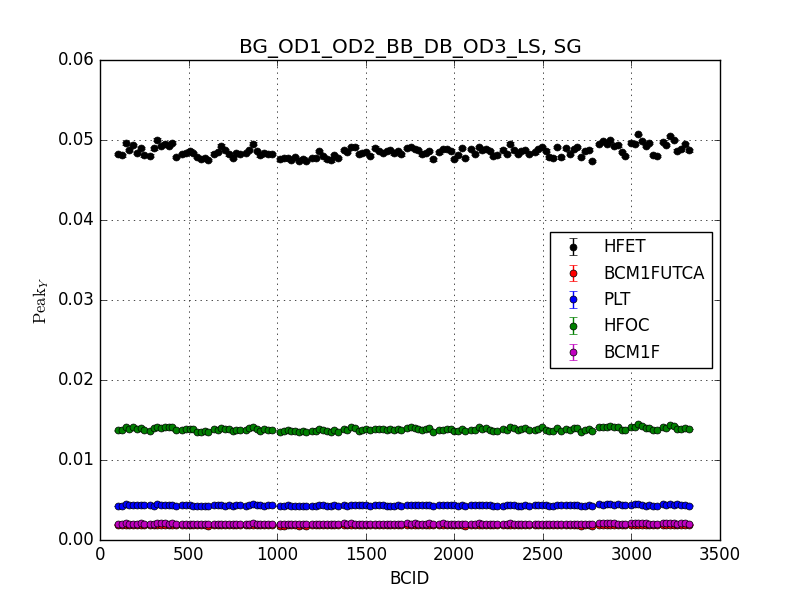 BG_OD1_OD2_BB_DB_OD3_LS, SG
0.06
0.05
0.04
0.03
0.02
0.01
0.00
Peak_Y
HFET
BCM1FUTCA
PLT
HFOC
BCM1F
0 500 1000 1500 2000 2500 3000 3500
BCID